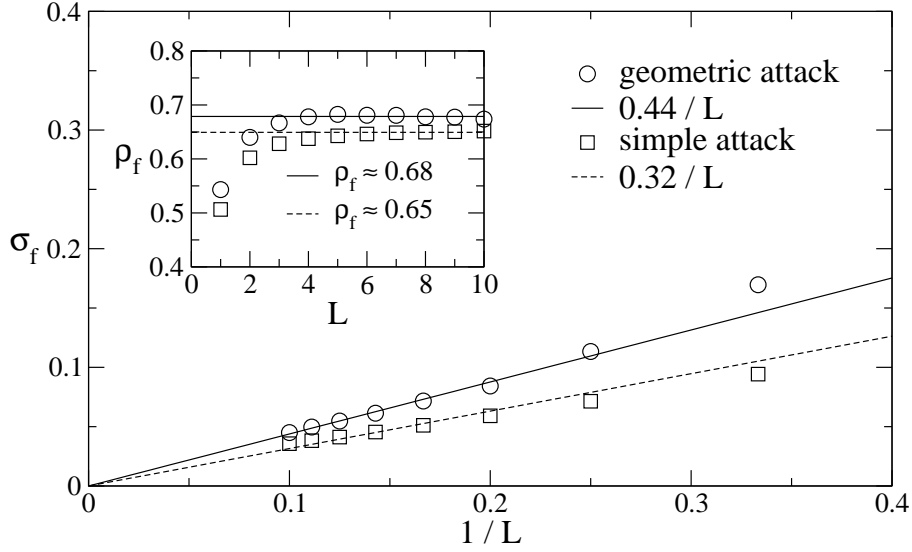 0.4
0.3
0.2
0.1
0
σf
0
0.1
0.2
0.3
0.4
1 / L
0.8
0.7
0.6
0.5
0.4
ρf
0
2
4
6
8
10
L
ρf ≈ 0.68
ρf ≈ 0.65
geometric attack
0.44 / L
simple attack
0.32 / L